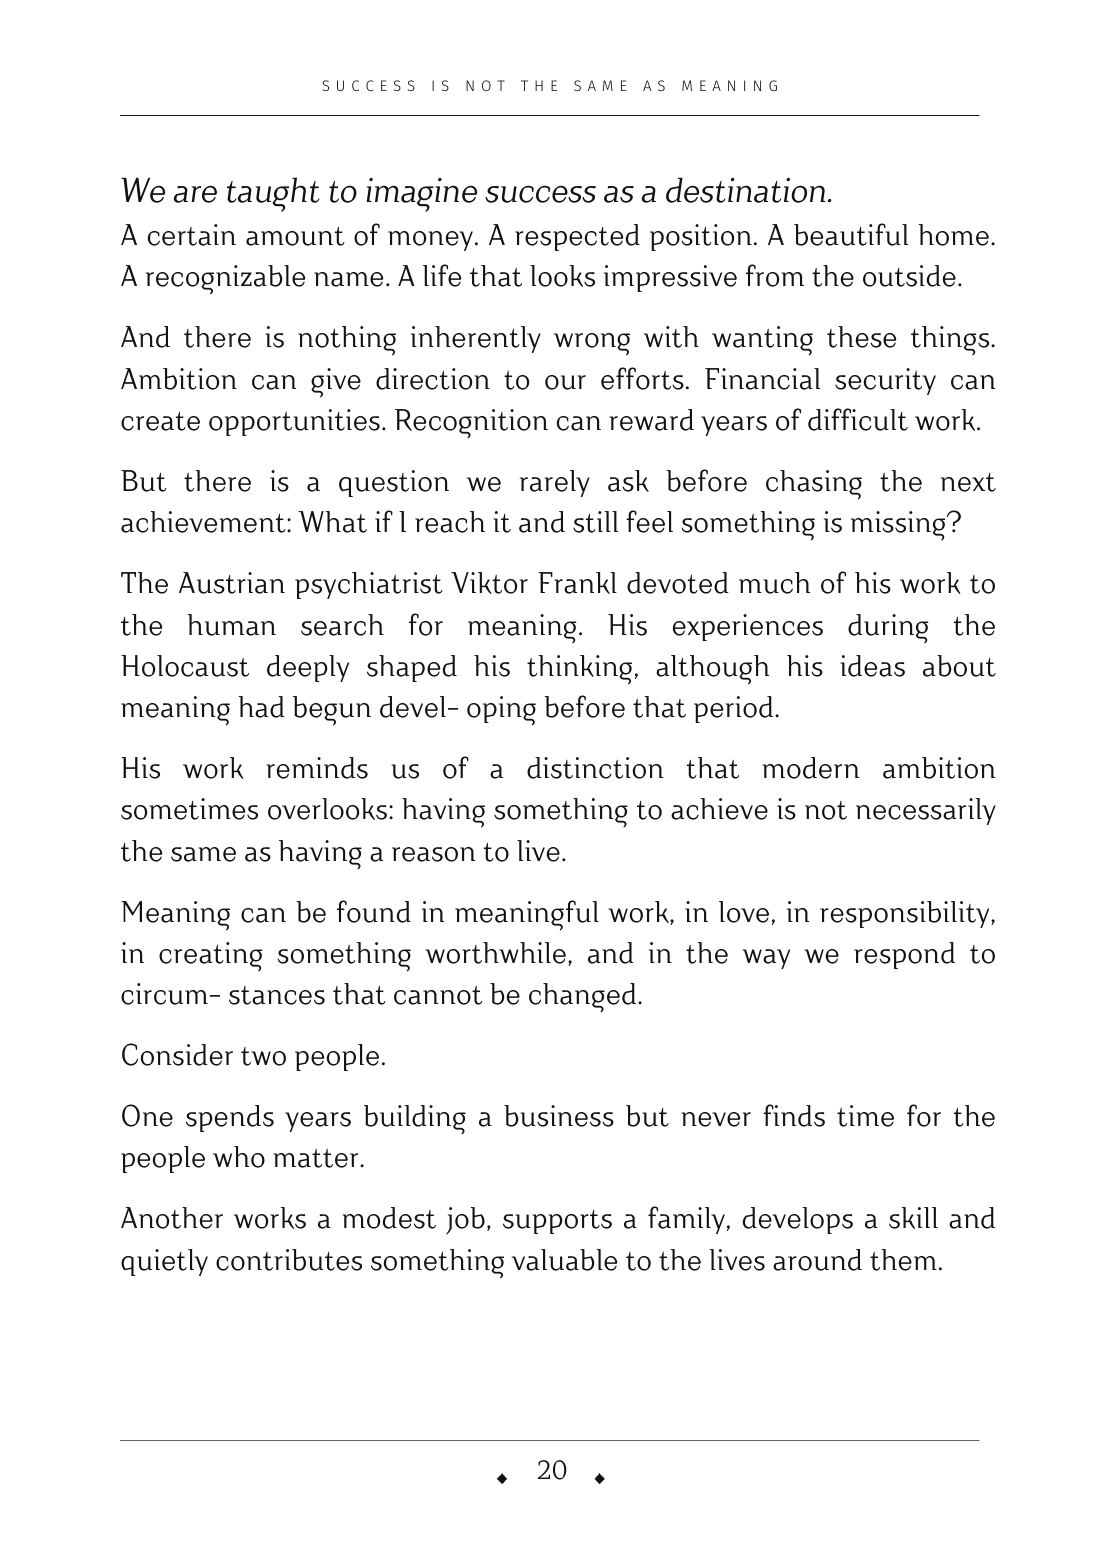 SUCCESS IS NOT THE SAME AS MEANING
We are taught to imagine success as a destination.
A certain amount of money. A respected position. A beautiful home.
A recognizable name. A life that looks impressive from the outside.
And there is nothing inherently wrong with wanting these things.
Ambition can give direction to our efforts. Financial security can
create opportunities. Recognition can reward years of difficult work.
But there is a question we rarely ask before chasing the next
achievement: What if l reach it and still feel something is missing?
The Austrian psychiatrist Viktor Frankl devoted much of his work to
the human search for meaning. His experiences during the
Holocaust deeply shaped his thinking, although his ideas about
meaning had begun devel- oping before that period.
His work reminds us of a distinction that modern ambition
sometimes overlooks: having something to achieve is not necessarily
the same as having a reason to live.
Meaning can be found in meaningful work, in love, in responsibility,
in creating something worthwhile, and in the way we respond to
circum- stances that cannot be changed.
Consider two people.
One spends years building a business but never finds time for the
people who matter.
Another works a modest job, supports a family, develops a skill and
quietly contributes something valuable to the lives around them.
20